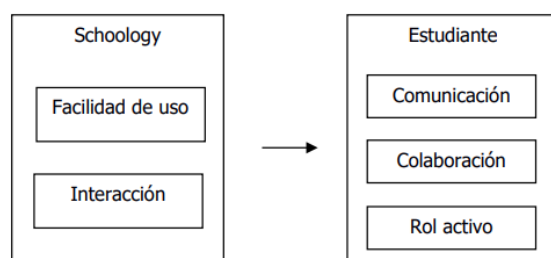 Schoology
Facilidad de uso
Interacción
Estudiante
Comunicación
Colaboración
Rol activo